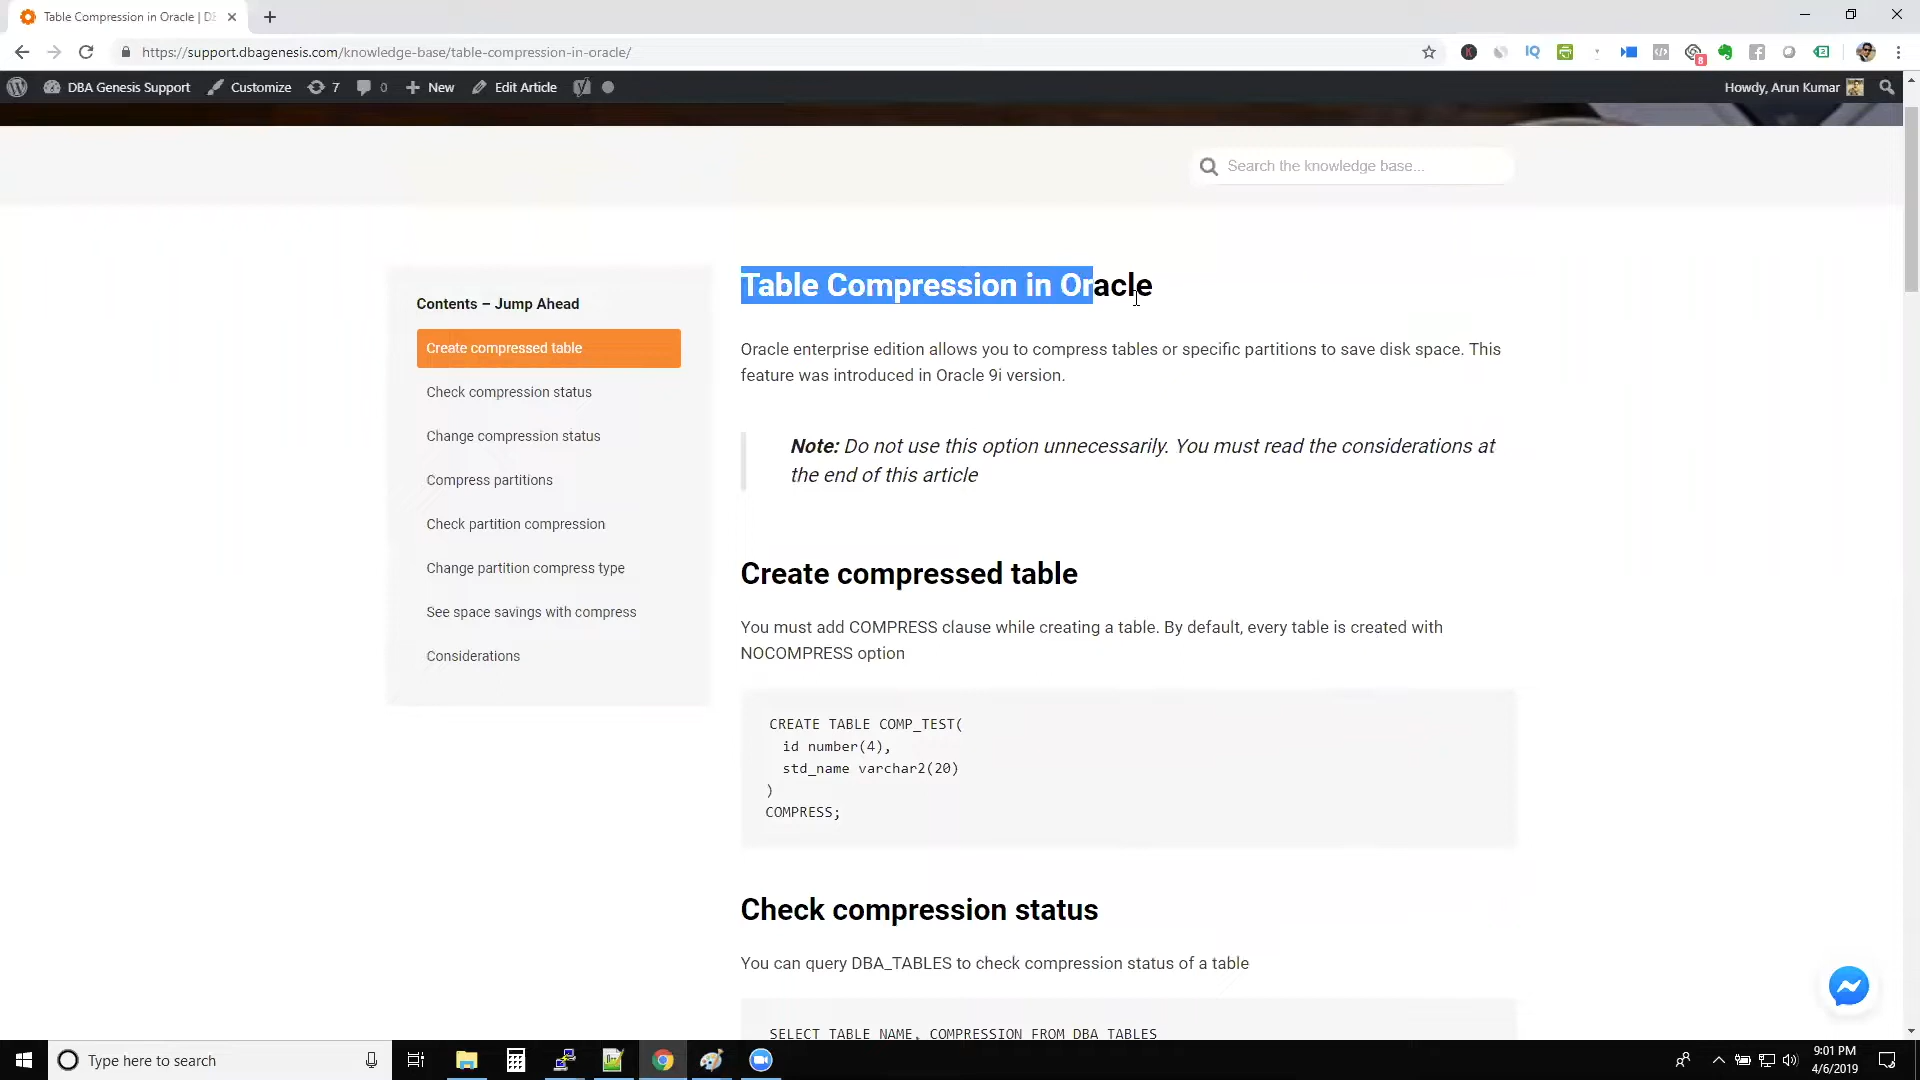 Table Compression in Oracle | DB
https://support.dbagenesis.com/knowledge-base/table-compression-in-oracle/
DBA Genesis Support Customize 7 0 New Edit Article
Howdy, Arun Kumar
Search the knowledge base...
Contents – Jump Ahead
Create compressed table
Check compression status
Change compression status
Compress partitions
Check partition compression
Change partition compress type
See space savings with compress
Considerations
Table Compression in Oracle
Oracle enterprise edition allows you to compress tables or specific partitions to save disk space. This
feature was introduced in Oracle 9i version.
Note: Do not use this option unnecessarily. You must read the considerations at
the end of this article
Create compressed table
You must add COMPRESS clause while creating a table. By default, every table is created with
NOCOMPRESS option
CREATE TABLE COMP_TEST(
id number(4),
std_name varchar2(20)
)
COMPRESS;
Check compression status
You can query DBA_TABLES to check compression status of a table
SELECT TABLE_NAME, COMPRESSION FROM DBA_TABLES
Type here to search
9:01 PM
4/6/2019